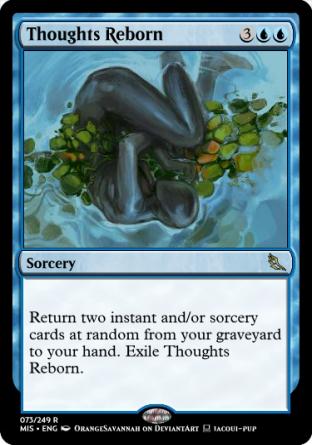 Thoughts Reborn 3
Sorcery
Return two instant and/or sorcery
cards at random from your graveyard
to your hand. Exile Thoughts
Reborn.
073/249 R
MIS • ENG OrangeSavannah on DeviantArt iacoui-pup